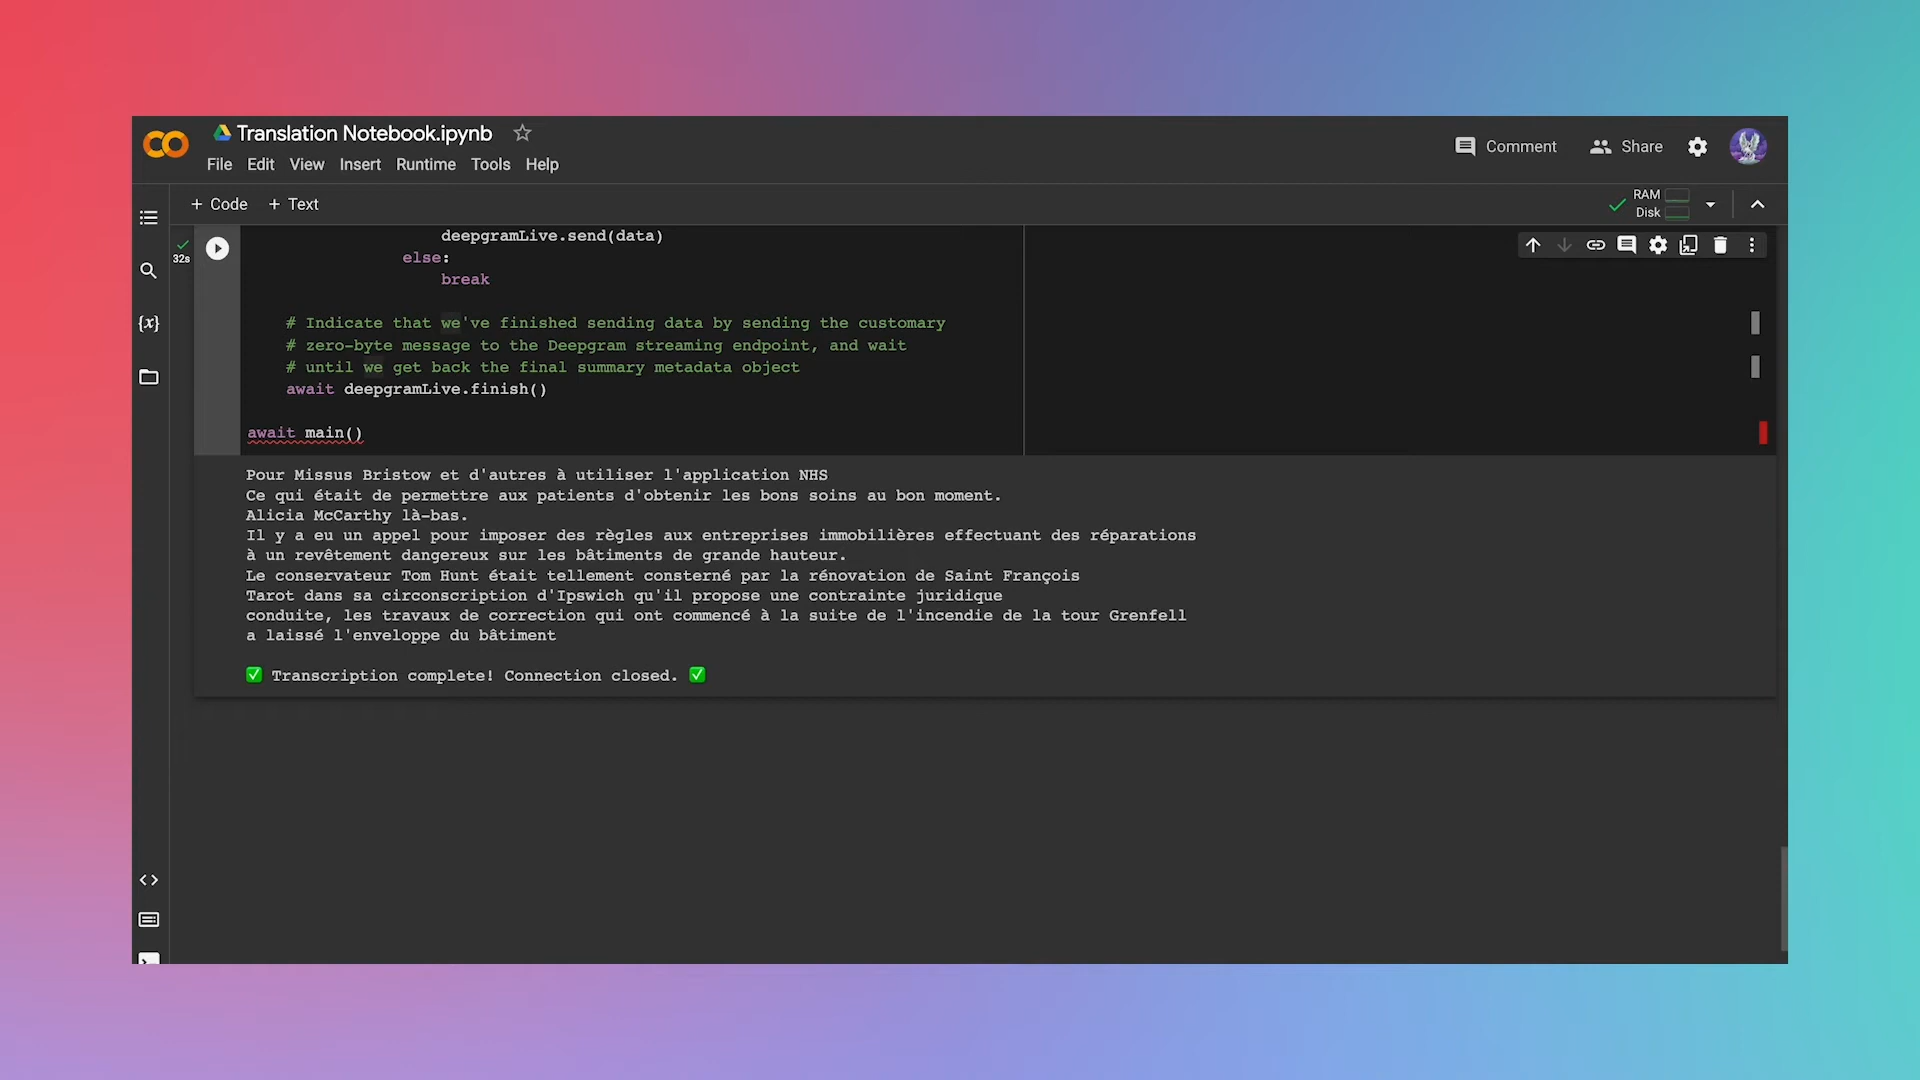 Translation Notebook.ipynb
File Edit View Insert Runtime Tools Help
Comment Share
+ Code + Text
RAM
Disk
32s
deepgramLive.send(data)
else:
break
# Indicate that we've finished sending data by sending the customary
# zero-byte message to the Deepgram streaming endpoint, and wait
# until we get back the final summary metadata object
await deepgramLive.finish()
await main()
Pour Missus Bristow et d'autres à utiliser l'application NHS
Ce qui était de permettre aux patients d'obtenir les bons soins au bon moment.
Alicia McCarthy là-bas.
Il y a eu un appel pour imposer des règles aux entreprises immobilières effectuant des réparations
à un revêtement dangereux sur les bâtiments de grande hauteur.
Le conservateur Tom Hunt était tellement consterné par la rénovation de Saint François
Tarot dans sa circonscription d'Ipswich qu'il propose une contrainte juridique
conduite, les travaux de correction qui ont commencé à la suite de l'incendie de la tour Grenfell
a laissé l'enveloppe du bâtiment
✅ Transcription complete! Connection closed. ✅